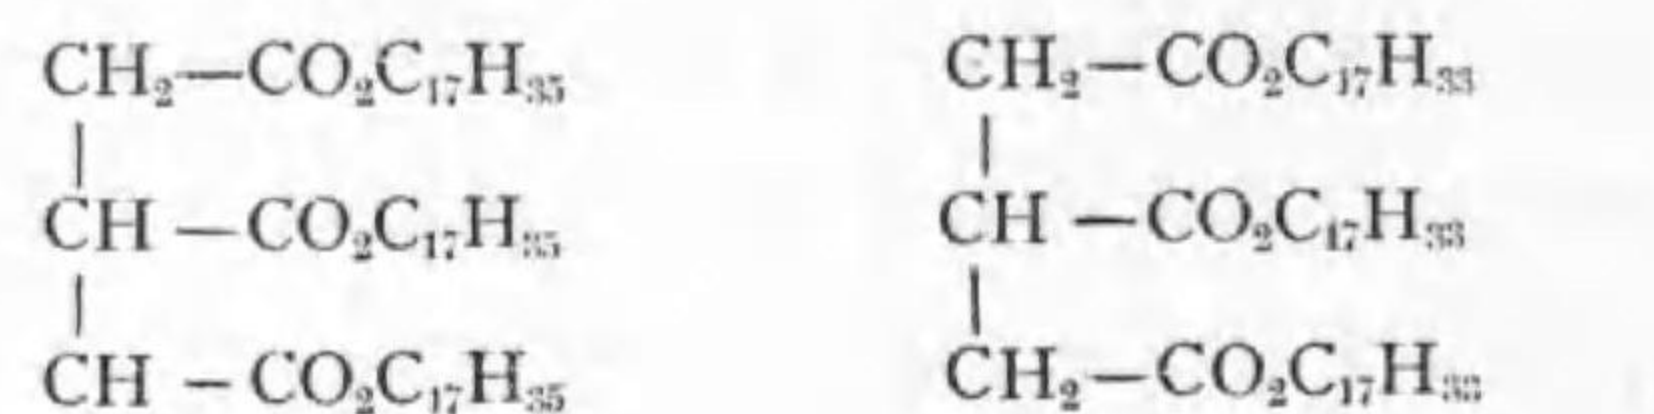 CH₂—CO₂C₁₇H₃₅ CH₂—CO₂C₁₇H₃₃
| |
CH —CO₂C₁₇H₃₅ CH —CO₂C₁₇H₃₃
| |
CH – CO₂C₁₇H₃₅ CH₂—CO₂C₁₇H₃₃